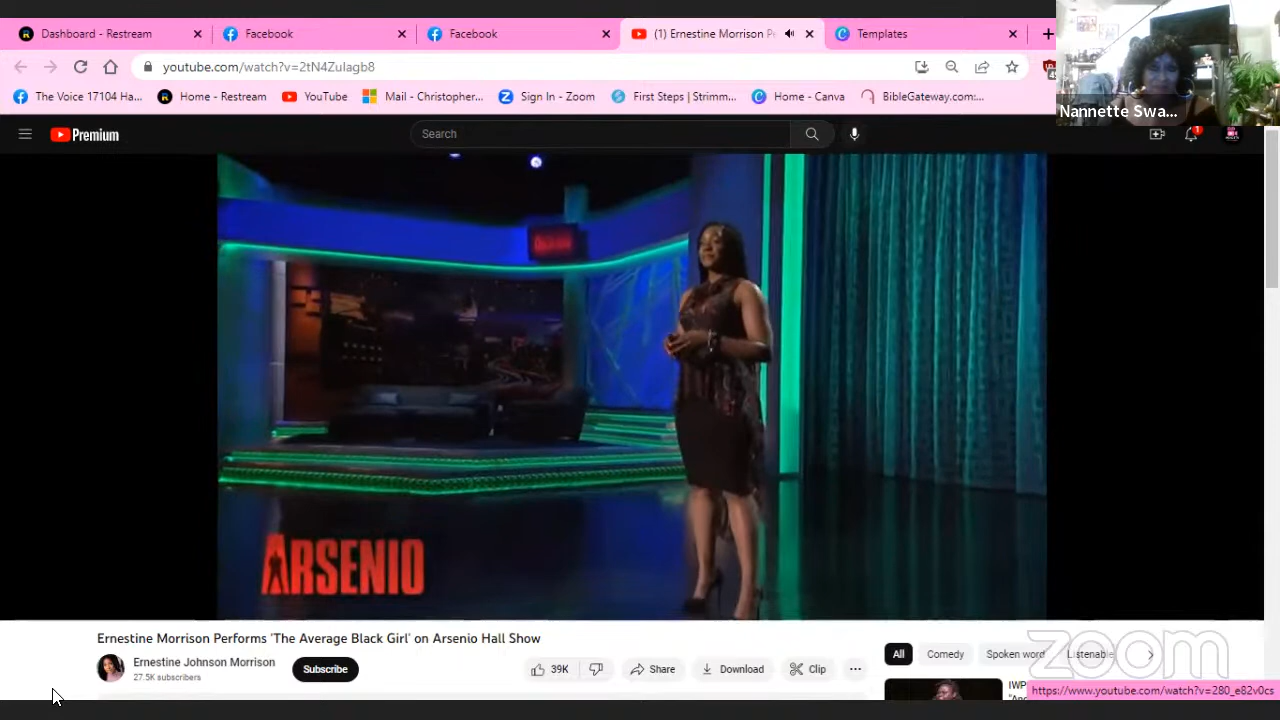 Dashboard - Restream
Facebook
Facebook
(1) Ernestine Morrison Pe
Templates
youtube.com/watch?v=2tN4Zulagb8
The Voice 17104 Ha...
Home - Restream
YouTube
Mail - Christopher...
Sign In - Zoom
First Steps | Strimm...
Home - Canva
BibleGateway.com:...
Nannette Swa...
Premium
Search
1
ARSENIO
Ernestine Morrison Performs 'The Average Black Girl' on Arsenio Hall Show
Ernestine Johnson Morrison
27.5K subscribers
Subscribe
39K
Share
Download
Clip
All
Comedy
Spoken word
Listenable
zoom
https://www.youtube.com/watch?v=280_e82v0cs